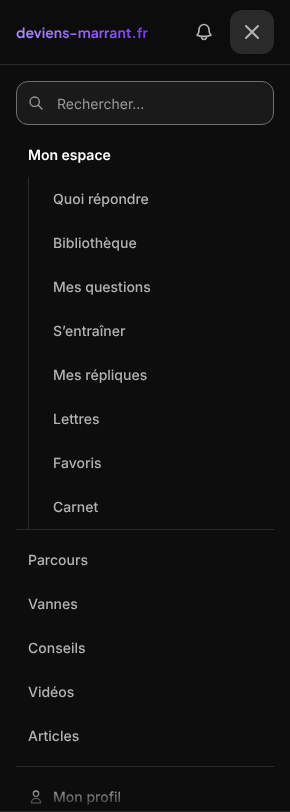 deviens-marrant.fr
Rechercher...
Mon espace
Quoi répondre
Bibliothèque
Mes questions
S’entraîner
Mes répliques
Lettres
Favoris
Carnet
Parcours
Vannes
Conseils
Vidéos
Articles
Mon profil